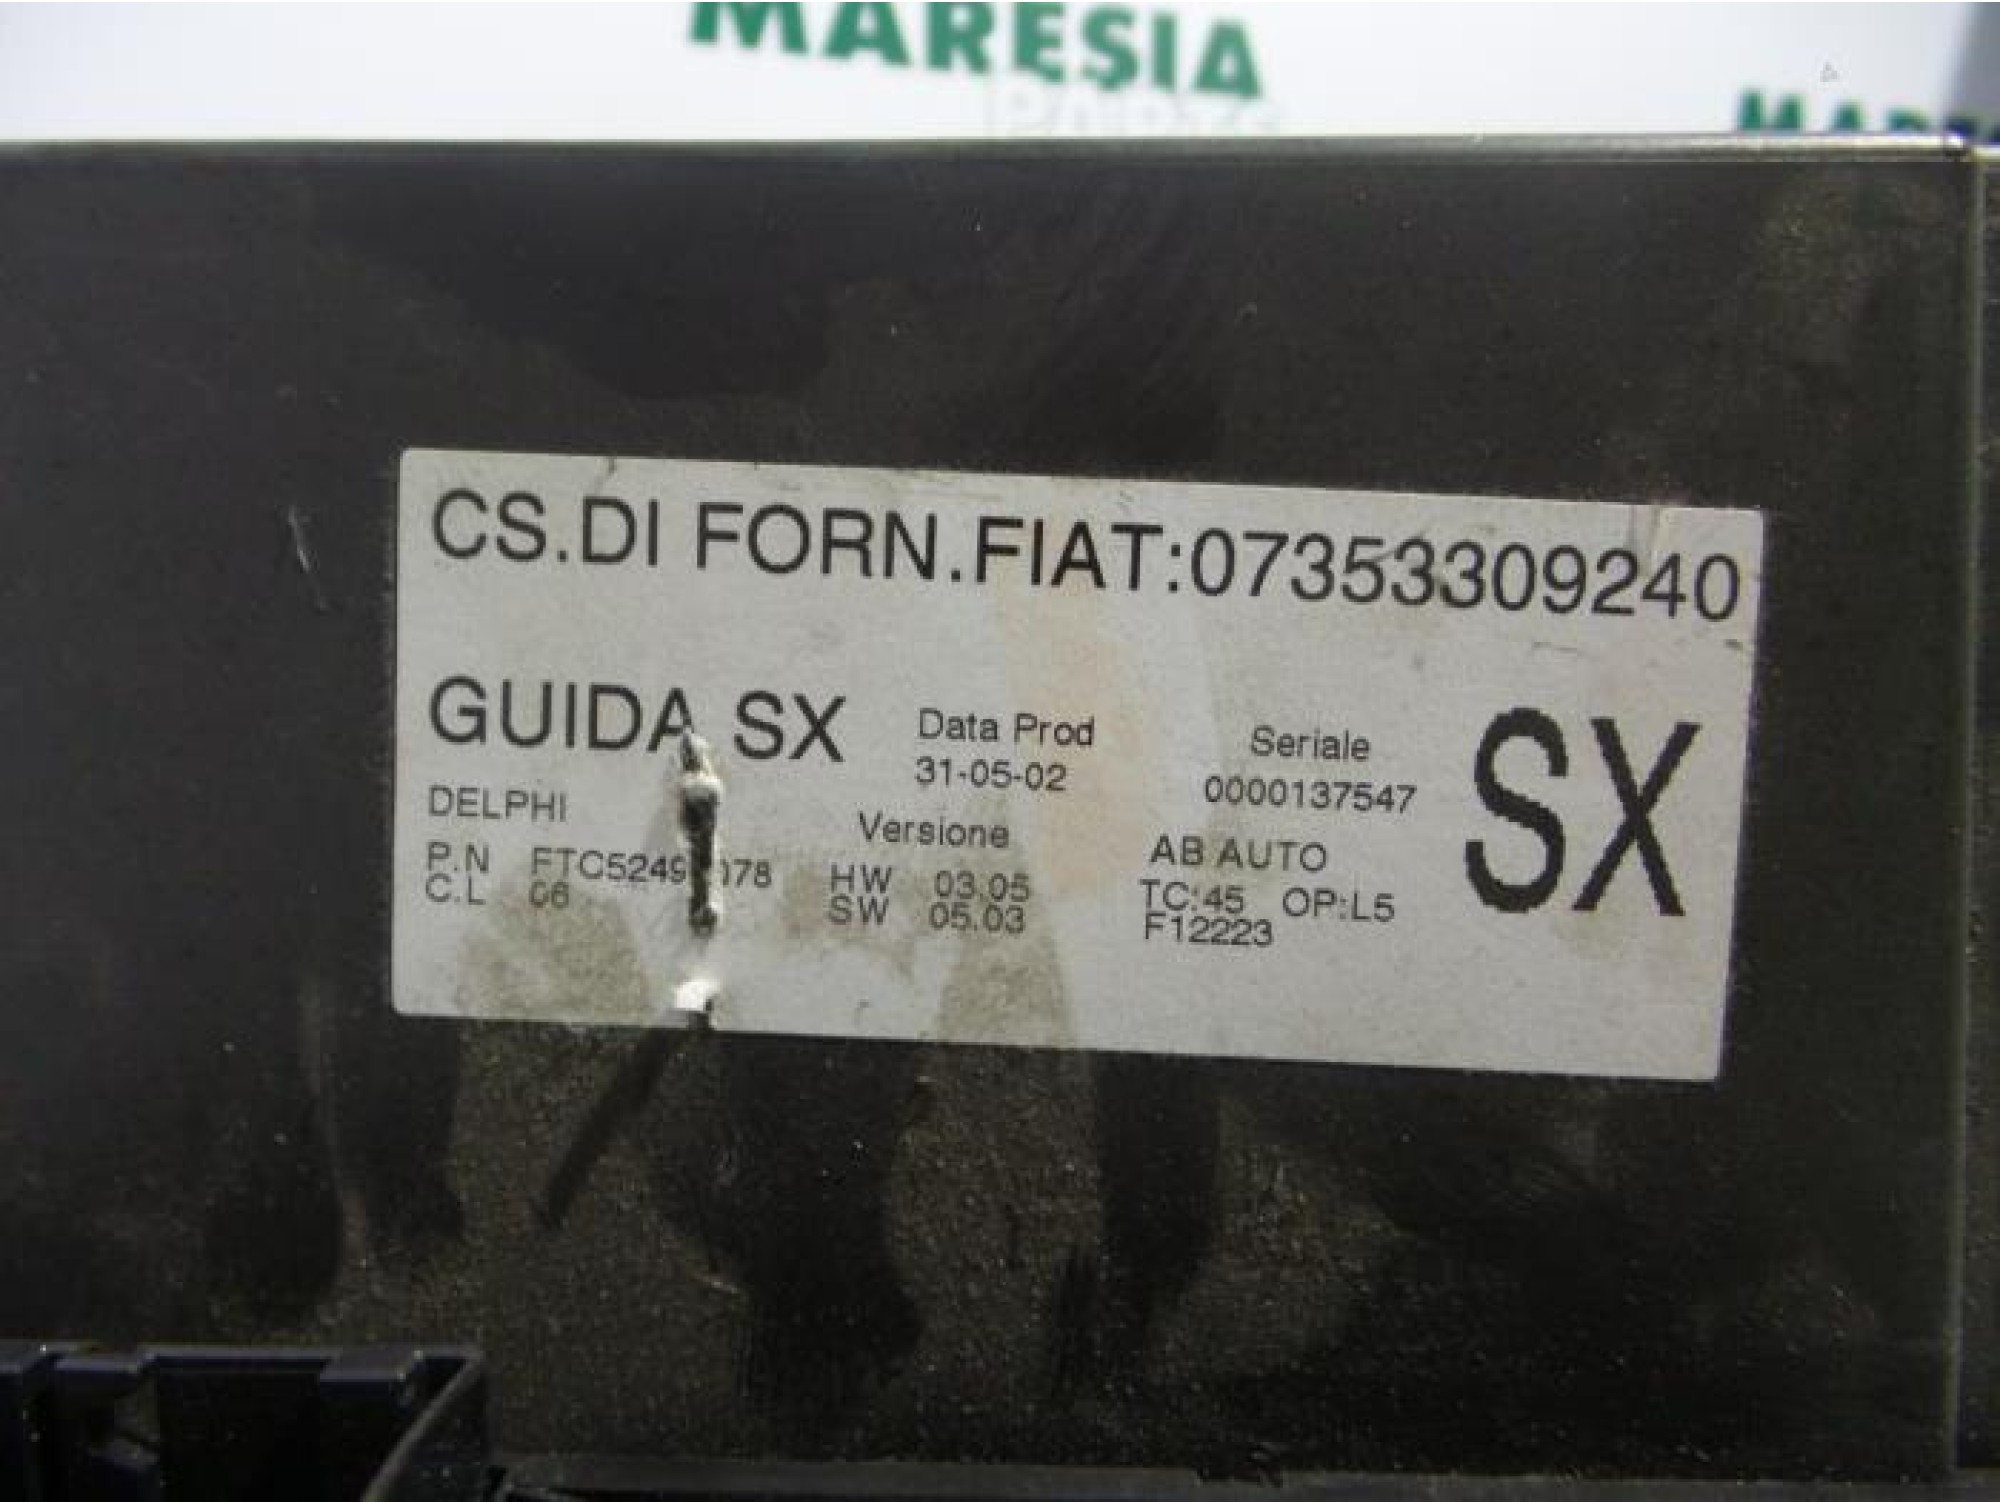 MARESIA
PARTS
CS.DI FORN.FIAT:07353309240
GUIDA SX
Data Prod
31-05-02
Seriale
0000137547
SX
DELPHI
Versione
AB AUTO
P.N
C.L 06
HW 03.05
SW 05.03
TC:45 OP:L5
F12223